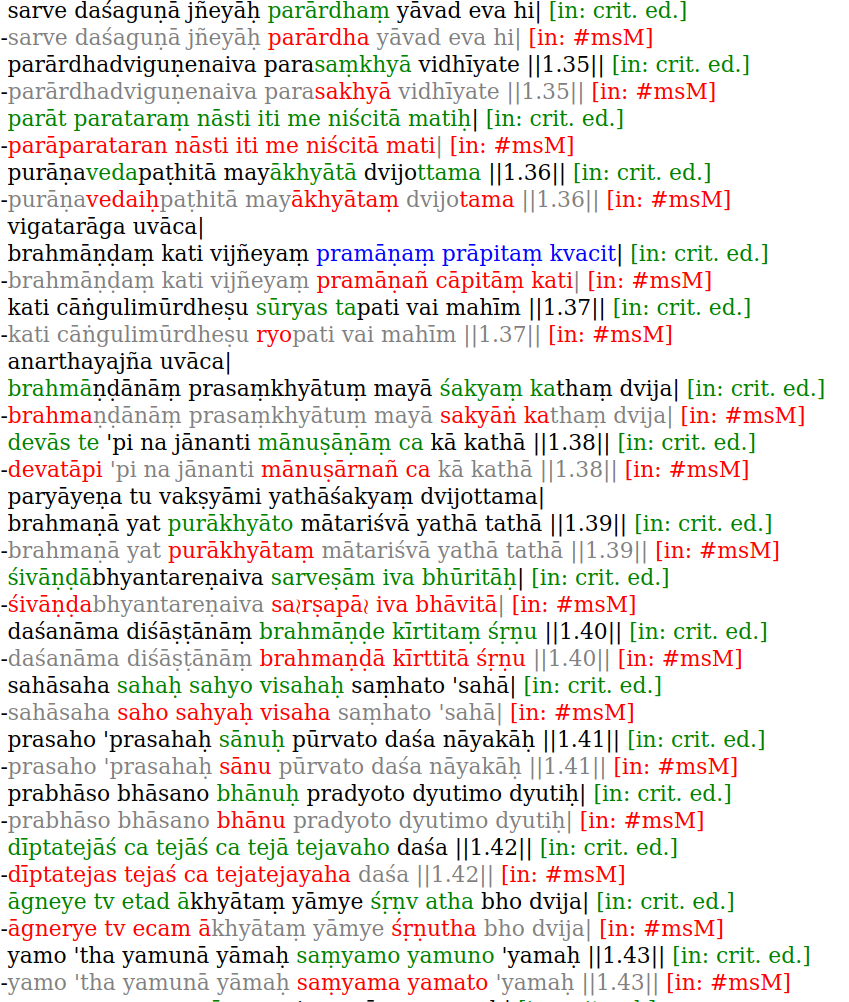 sarve daśaguṇā jñeyāḥ parārdhaṃ yāvad eva hi| [in: crit. ed.]
-sarve daśaguṇā jñeyāḥ parārdha yāvad eva hi| [in: #msM]
parārdhadviguṇenaiva parasaṃkhyā vidhīyate ||1.35|| [in: crit. ed.]
-parārdhadviguṇenaiva parasakhyā vidhīyate ||1.35|| [in: #msM]
parāt parataraṃ nāsti iti me niścitā matiḥ| [in: crit. ed.]
-parāparataran nāsti iti me niścitā mati| [in: #msM]
purāṇavedapaṭhitā mayākhyātā dvijottama ||1.36|| [in: crit. ed.]
-purāṇavedaiḥpaṭhitā mayākhyātaṃ dvijotama ||1.36|| [in: #msM]
vigatarāga uvāca|
brahmāṇḍaṃ kati vijñeyaṃ pramāṇaṃ prāpitaṃ kvacit| [in: crit. ed.]
-brahmāṇḍaṃ kati vijñeyaṃ pramāṇañ cāpitāṃ kati| [in: #msM]
kati cāṅgulimūrdheṣu sūryas tapati vai mahīm ||1.37|| [in: crit. ed.]
-kati cāṅgulimūrdheṣu ryopati vai mahīm ||1.37|| [in: #msM]
anarthayajña uvāca|
brahmāṇḍānāṃ prasaṃkhyātuṃ mayā śakyaṃ kathaṃ dvija| [in: crit. ed.]
-brahmaṇḍānāṃ prasaṃkhyātuṃ mayā sakyāṅ kathaṃ dvija| [in: #msM]
devās te 'pi na jānanti mānuṣāṇāṃ ca kā kathā ||1.38|| [in: crit. ed.]
-devatāpi 'pi na jānanti mānuṣārnañ ca kā kathā ||1.38|| [in: #msM]
paryāyeṇa tu vakṣyāmi yathāśakyaṃ dvijottama|
brahmaṇā yat purākhyāto mātariśvā yathā tathā ||1.39|| [in: crit. ed.]
-brahmaṇā yat purākhyātaṃ mātariśvā yathā tathā ||1.39|| [in: #msM]
śivāṇḍābhyantareṇaiva sarveṣām iva bhūritāḥ| [in: crit. ed.]
-śivāṇḍabhyantareṇaiva sa≀rṣapā≀ iva bhāvitā| [in: #msM]
daśanāma diśāṣṭānāṃ brahmāṇḍe kīrtitaṃ śṛṇu ||1.40|| [in: crit. ed.]
-daśanāma diśāṣṭānāṃ brahmaṇḍā kīrttitā śṛṇu ||1.40|| [in: #msM]
sahāsaha sahaḥ sahyo visahaḥ saṃhato 'sahā| [in: crit. ed.]
-sahāsaha saho sahyaḥ visaha saṃhato 'sahā| [in: #msM]
prasaho 'prasahaḥ sānuḥ pūrvato daśa nāyakāḥ ||1.41|| [in: crit. ed.]
-prasaho 'prasahaḥ sānu pūrvato daśa nāyakāḥ ||1.41|| [in: #msM]
prabhāso bhāsano bhānuḥ pradyoto dyutimo dyutiḥ| [in: crit. ed.]
-prabhāso bhāsano bhānu pradyoto dyutimo dyutiḥ| [in: #msM]
dīptatejāś ca tejāś ca tejā tejavaho daśa ||1.42|| [in: crit. ed.]
-dīptatejas tejaś ca tejatejayaha daśa ||1.42|| [in: #msM]
āgneye tv etad ākhyātaṃ yāmye śṛṇv atha bho dvija| [in: crit. ed.]
-āgnerye tv ecam ākhyātaṃ yāmye śṛṇutha bho dvija| [in: #msM]
yamo 'tha yamunā yāmaḥ saṃyamo yamuno 'yamaḥ ||1.43|| [in: crit. ed.]
-yamo 'tha yamunā yāmaḥ saṃyama yamato 'yamaḥ ||1.43|| [in: #msM]